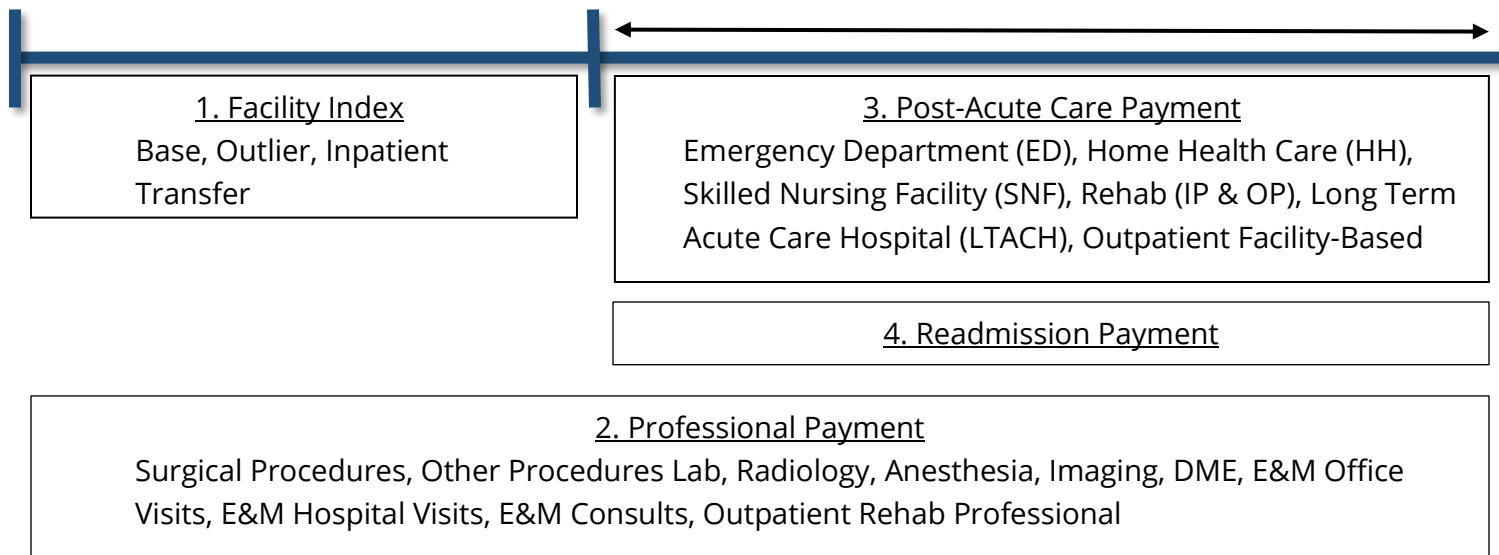 1. Facility Index
Base, Outlier, Inpatient
Transfer
3. Post-Acute Care Payment
Emergency Department (ED), Home Health Care (HH),
Skilled Nursing Facility (SNF), Rehab (IP & OP), Long Term
Acute Care Hospital (LTACH), Outpatient Facility-Based
4. Readmission Payment
2. Professional Payment
Surgical Procedures, Other Procedures Lab, Radiology, Anesthesia, Imaging, DME, E&M Office
Visits, E&M Hospital Visits, E&M Consults, Outpatient Rehab Professional